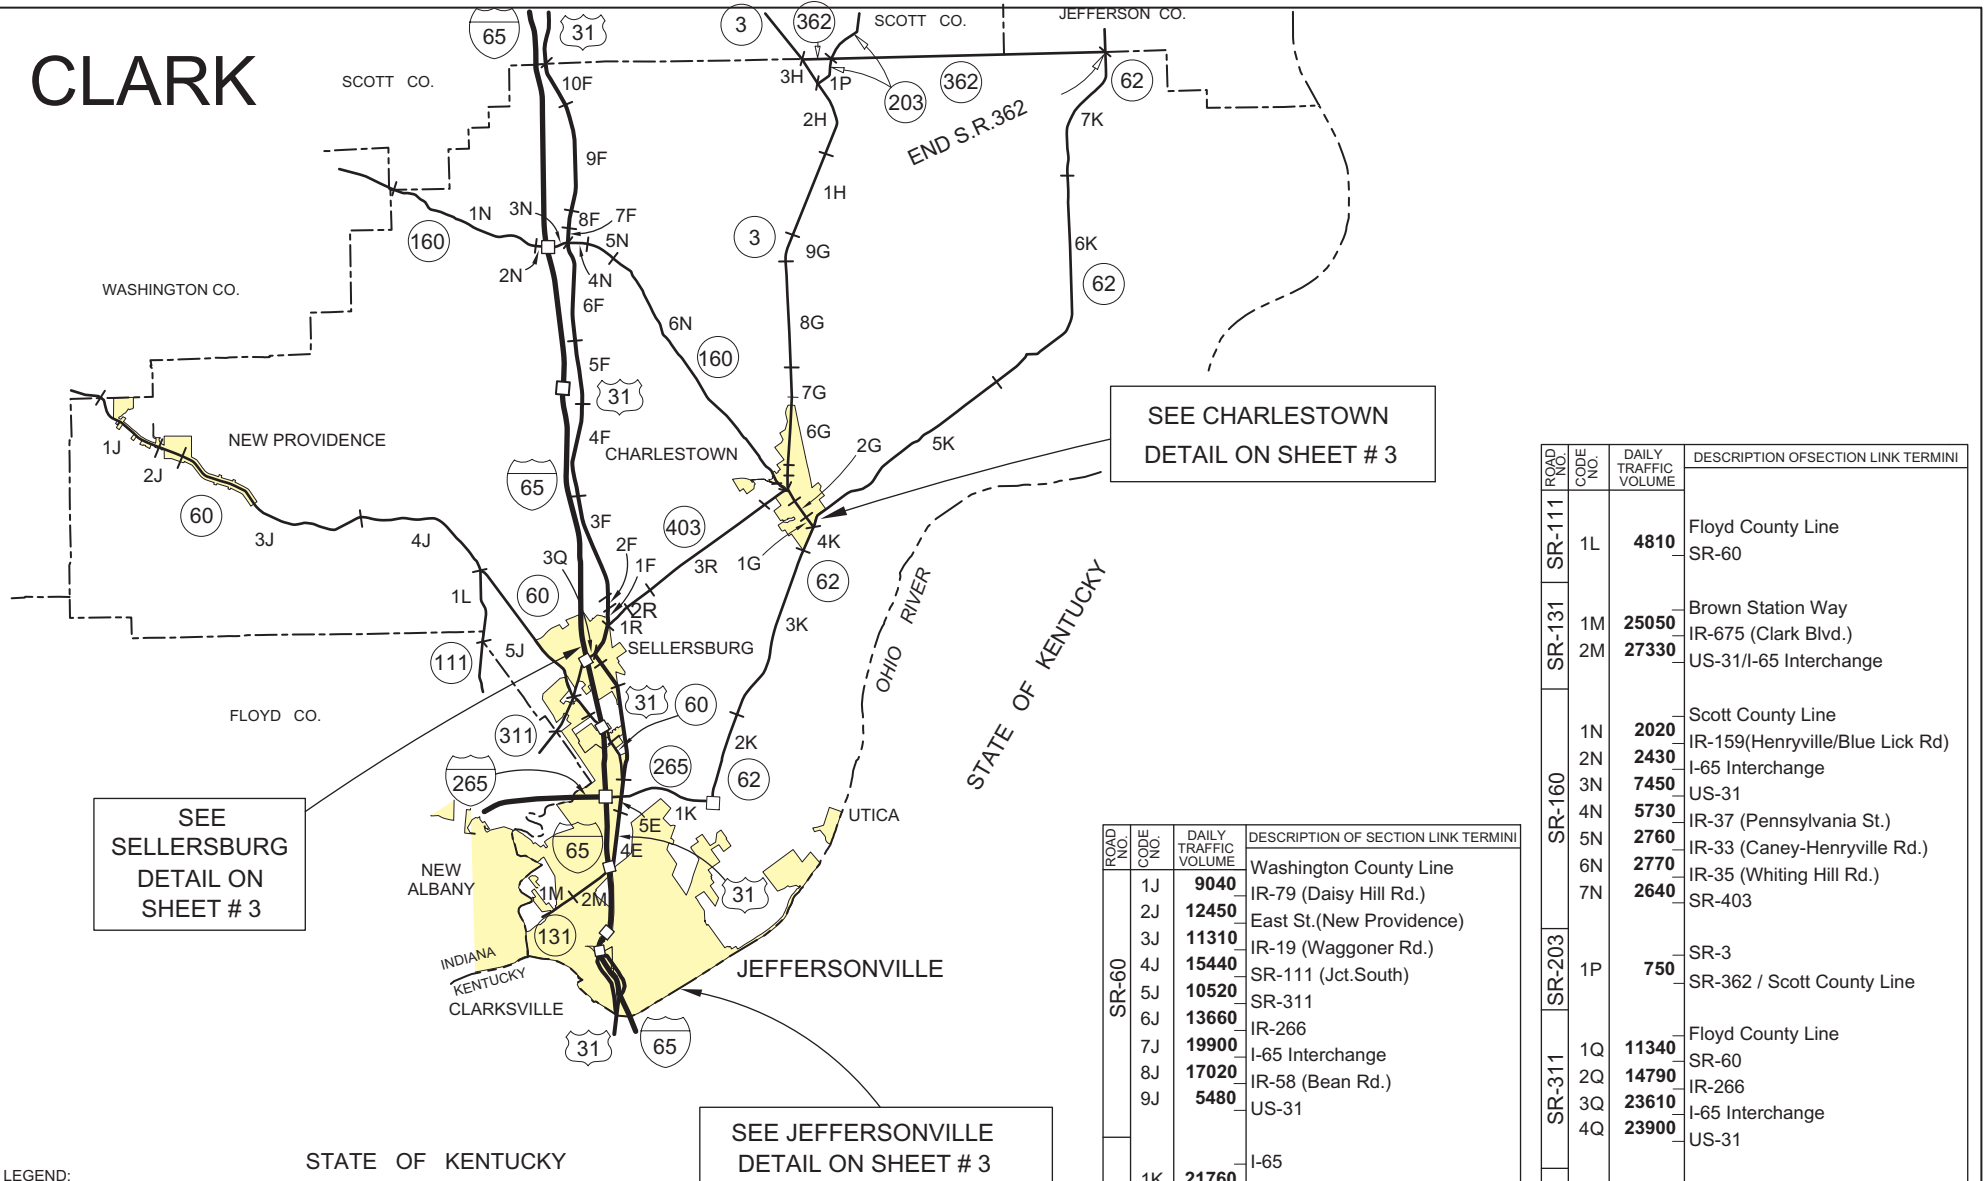 CLARK
SCOTT CO.
65
31
3
362
SCOTT CO.
JEFFERSON CO.
10F
3H
1P
203
362
62
END S.R.362
2H
7K
9F
1H
1N
3N
8F
7F
5N
160
2N
4N
3
9G
6K
62
WASHINGTON CO.
6F
6N
8G
160
5F
31
7G
NEW PROVIDENCE
1J
2J
4F
CHARLESTOWN
6G
2G
5K
SEE CHARLESTOWN
DETAIL ON SHEET # 3
60
65
3J
4J
3F
403
2F
3Q
1F
3R
1G
4K
62
1L
60
2R
1R
3K
SELLERSBURG
OHIO RIVER
STATE OF KENTUCKY
111
5J
FLOYD CO.
311
31
60
2K
265
265
62
1K
UTICA
SEE
SELLERSBURG
DETAIL ON
SHEET # 3
5E
65
4E
NEW
ALBANY
1M
2M
31
131
INDIANA
KENTUCKY
CLARKSVILLE
JEFFERSONVILLE
31
65
SEE JEFFERSONVILLE
DETAIL ON SHEET # 3
STATE OF KENTUCKY
LEGEND:
ROAD NO.
CODE NO.
DAILY TRAFFIC VOLUME
DESCRIPTION OF SECTION LINK TERMINI
SR-60
Washington County Line
1J 9040
IR-79 (Daisy Hill Rd.)
2J 12450
East St.(New Providence)
3J 11310
IR-19 (Waggoner Rd.)
4J 15440
SR-111 (Jct.South)
5J 10520
SR-311
6J 13660
IR-266
7J 19900
I-65 Interchange
8J 17020
IR-58 (Bean Rd.)
9J 5480
US-31
I-65
1K 21760
ROAD NO.
CODE NO.
DAILY TRAFFIC VOLUME
DESCRIPTION OFSECTION LINK TERMINI
SR-111
Floyd County Line
1L 4810
SR-60
SR-131
Brown Station Way
1M 25050
IR-675 (Clark Blvd.)
2M 27330
US-31/I-65 Interchange
SR-160
Scott County Line
1N 2020
IR-159(Henryville/Blue Lick Rd)
2N 2430
I-65 Interchange
3N 7450
US-31
4N 5730
IR-37 (Pennsylvania St.)
5N 2760
IR-33 (Caney-Henryville Rd.)
6N 2770
IR-35 (Whiting Hill Rd.)
7N 2640
SR-403
SR-203
SR-3
1P 750
SR-362 / Scott County Line
SR-311
Floyd County Line
1Q 11340
SR-60
2Q 14790
IR-266
3Q 23610
I-65 Interchange
4Q 23900
US-31